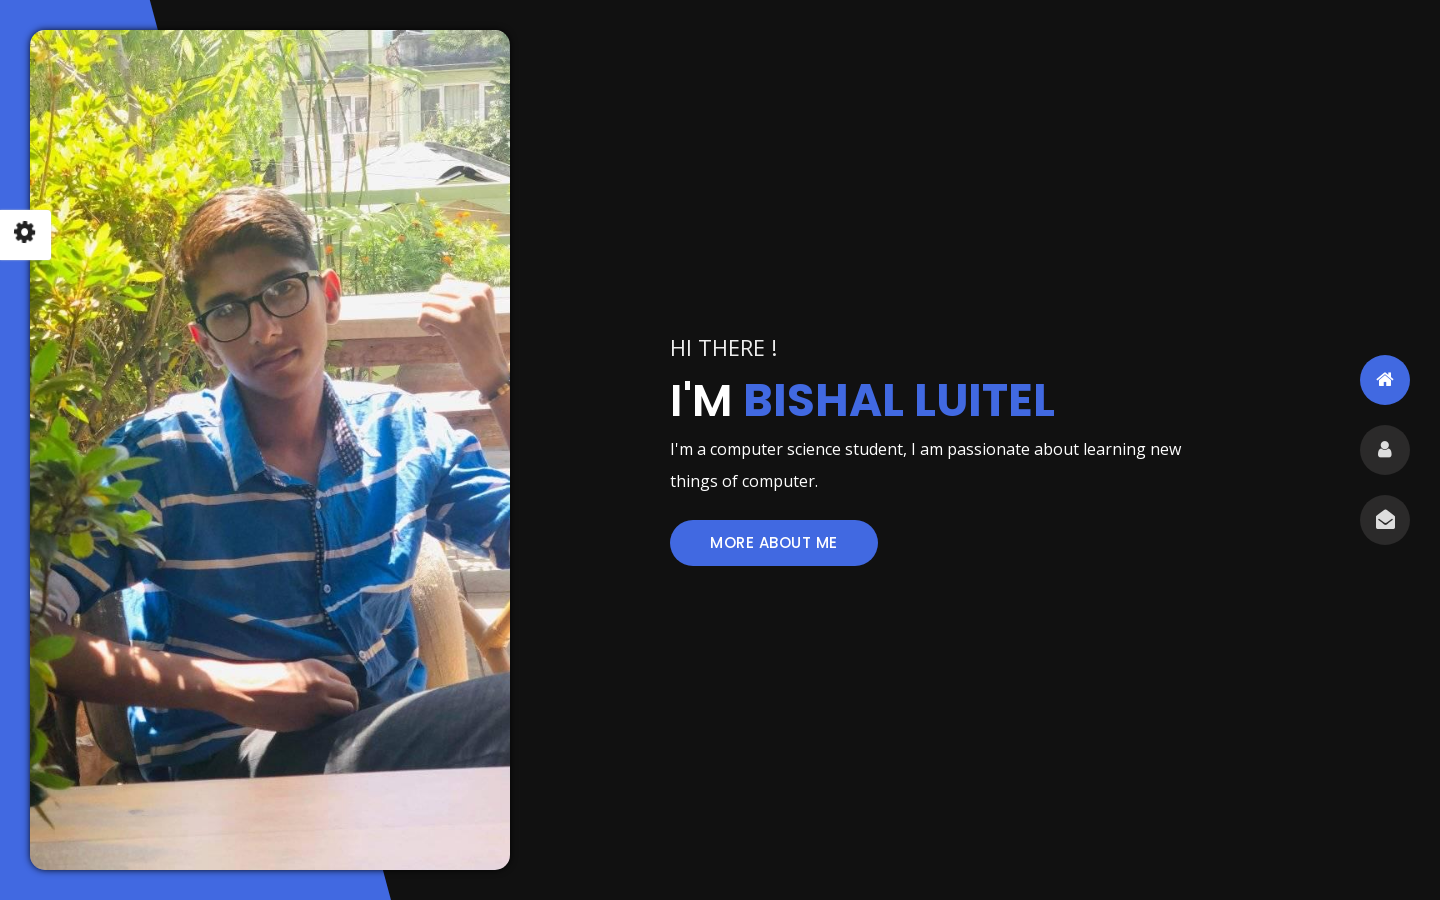 HI THERE !
I'M BISHAL LUITEL
I'm a computer science student, I am passionate about learning new
things of computer.
MORE ABOUT ME